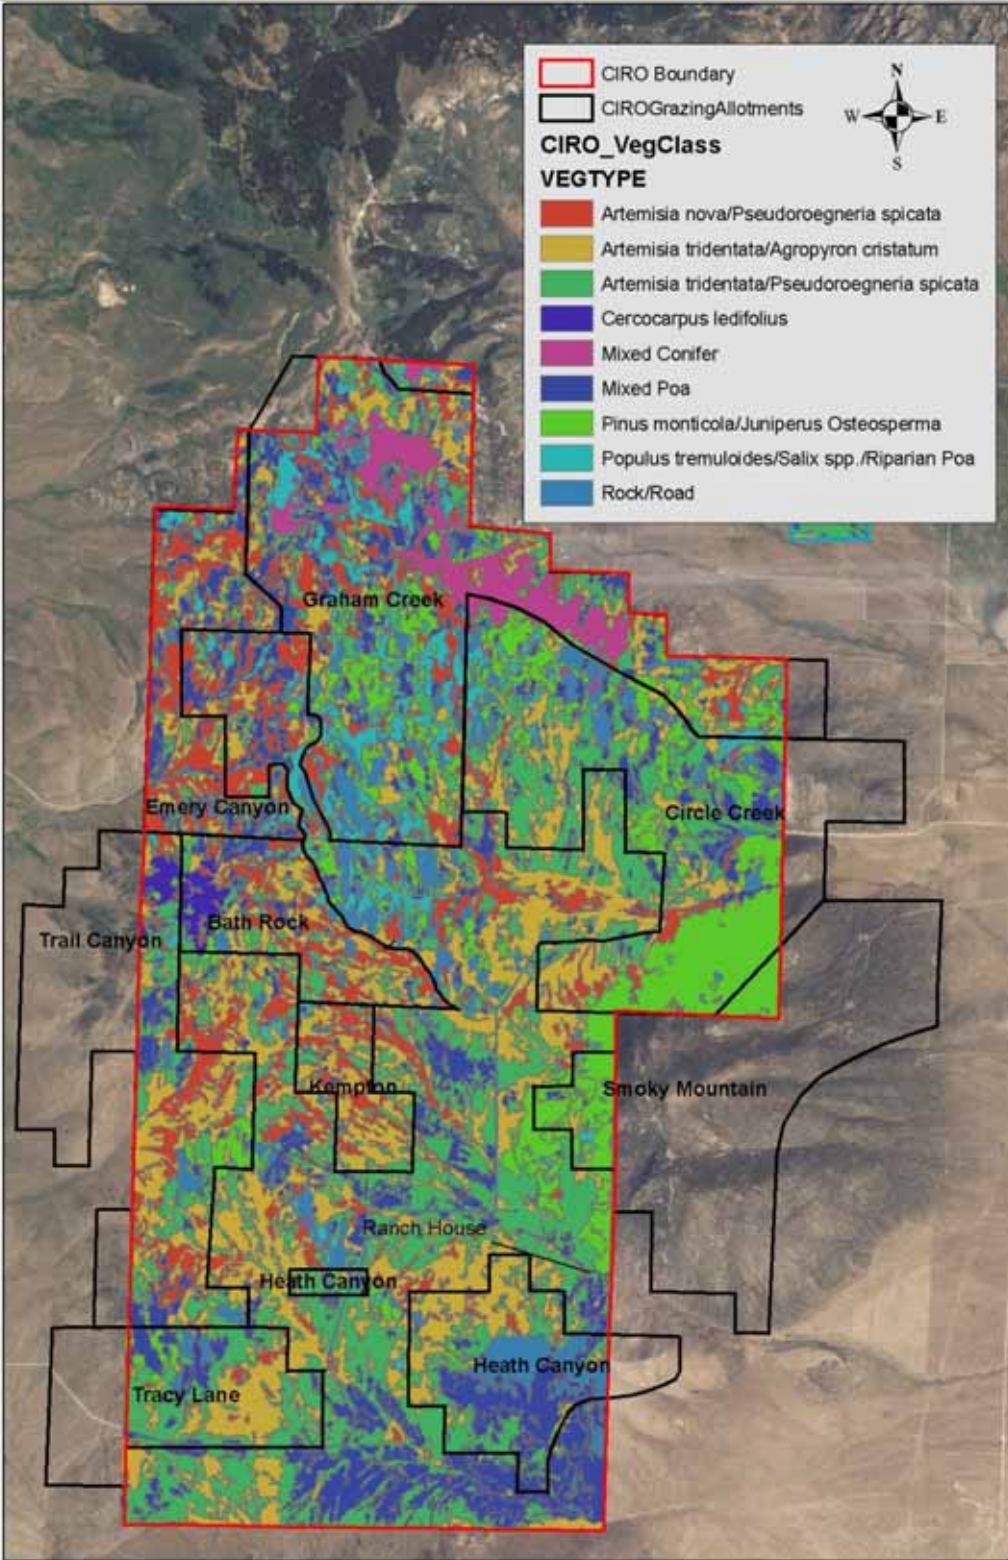 CIRO Boundary
CIROGrazingAllotments
N
W
E
S
CIRO_VegClass
VEGTYPE
Artemisia nova/Pseudoroegneria spicata
Artemisia tridentata/Agropyron cristatum
Artemisia tridentata/Pseudoroegneria spicata
Cercocarpus ledifolius
Mixed Conifer
Mixed Poa
Pinus monticola/Juniperus Osteosperma
Populus tremuloides/Salix spp./Riparian Poa
Rock/Road
Graham Creek
Emery Canyon
Circle Creek
Bath Rock
Trail Canyon
Kempton
Smoky Mountain
Ranch House
Heath Canyon
Heath Canyon
Tracy Lane